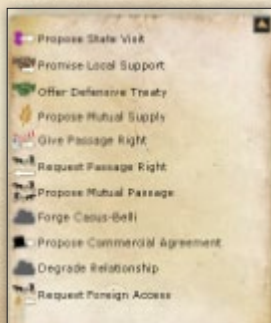 Propose State Visit
Promise Local Support
Offer Defensive Treaty
Propose Mutual Supply
Give Passage Right
Request Passage Right
Propose Mutual Passage
Forge Casus-Belli
Propose Commercial Agreement
Degrade Relationship
Request Foreign Access